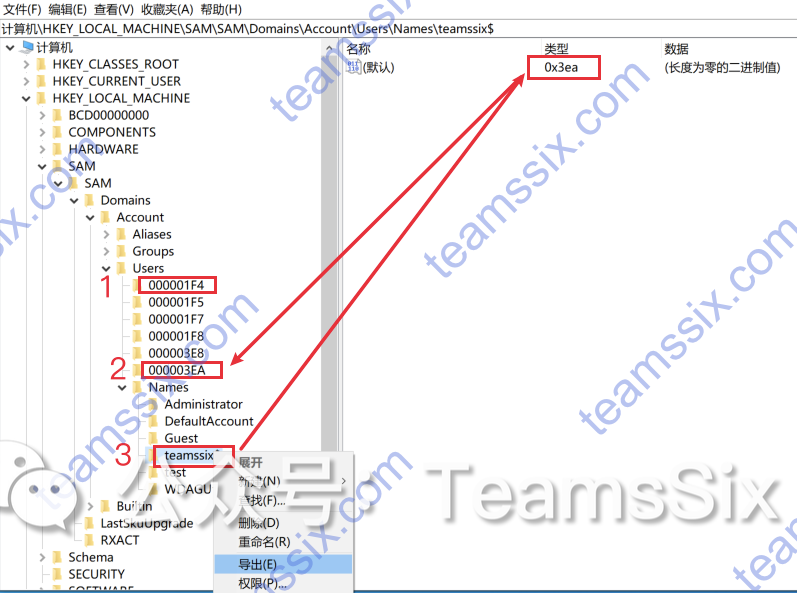 文件(F) 编辑(E) 查看(V) 收藏夹(A) 帮助(H)
计算机\HKEY_LOCAL_MACHINE\SAM\SAM\Domains\Account\Users\Names\teamssix$
计算机
HKEY_CLASSES_ROOT
HKEY_CURRENT_USER
HKEY_LOCAL_MACHINE
BCD00000000
COMPONENTS
HARDWARE
SAM
SAM
Domains
Account
Aliases
Groups
Users
1 000001F4
000001F5
000001F7
000001F8
000003E8
2 000003EA
Names
Administrator
DefaultAccount
Guest
3 teamssix
test
WDAGU
Builtin
LastSkuUpgrade
RXACT
Schema
SECURITY
SOFTWARE
名称 类型 数据
(默认) 0x3ea (长度为零的二进制值)
展开
新建(N)
查找(F)...
删除(D)
重命名(R)
导出(E)
权限(P)...
公众号: TeamsSix
teamssix.com
teamssix.com
teamssix.com
teamssix.com
teamssix.com
teamssix.com